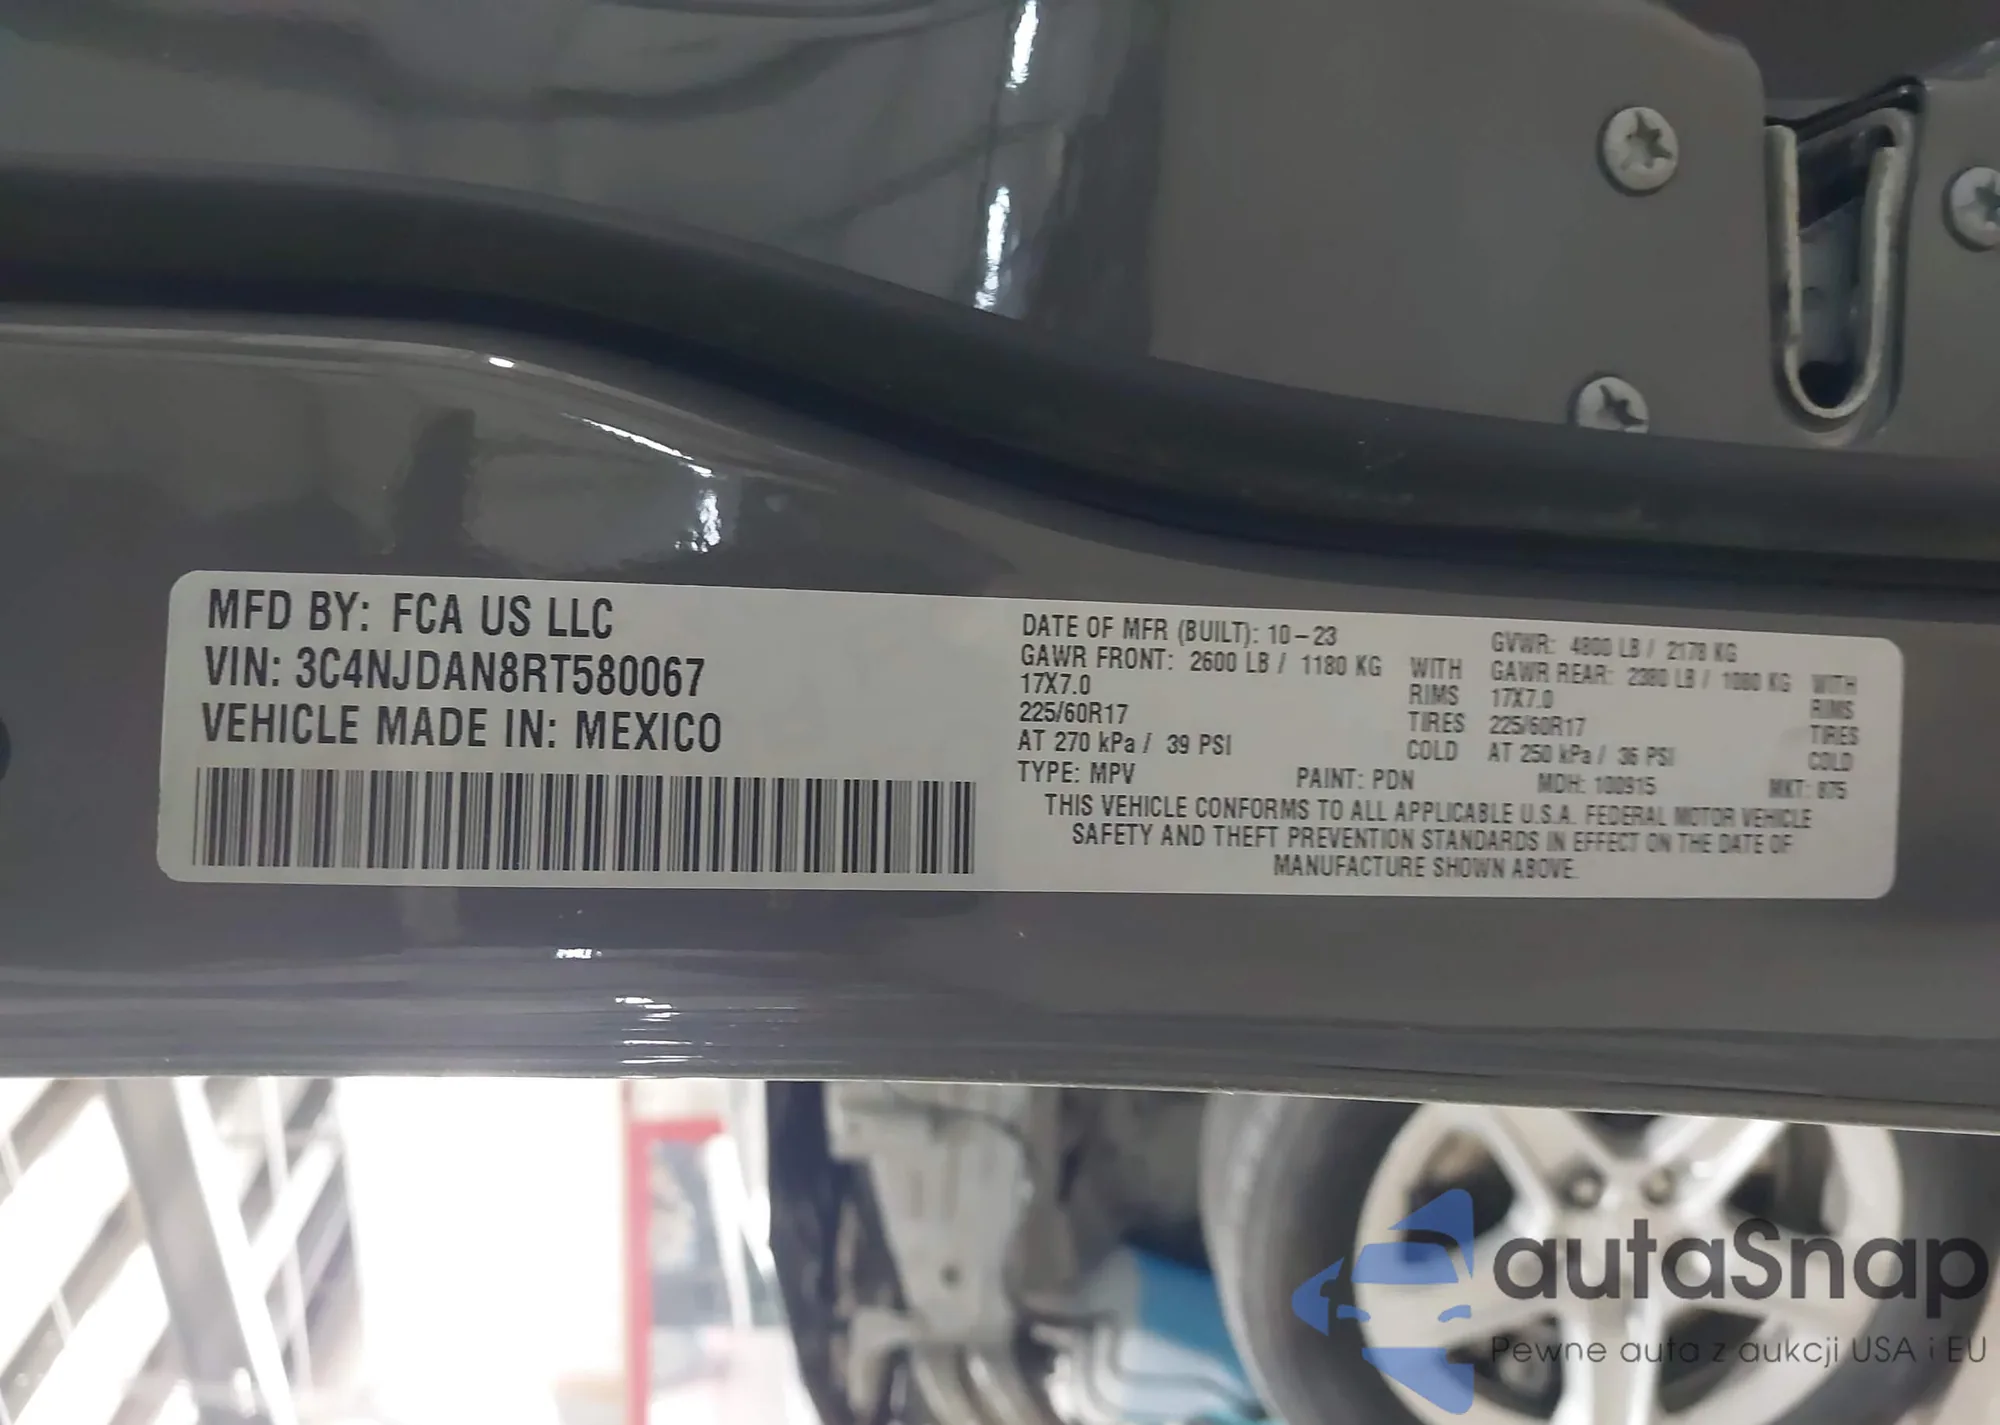 MFD BY: FCA US LLC
VIN: 3C4NJDAN8RT580067
VEHICLE MADE IN: MEXICO
DATE OF MFR (BUILT): 10-23
GVWR: 4800 LB / 2178 KG
GAWR FRONT: 2600 LB / 1180 KG WITH
GAWR REAR: 2380 LB / 1080 KG WITH
17X7.0 RIMS
17X7.0 RIMS
225/60R17 TIRES
225/60R17 TIRES
AT 270 kPa / 39 PSI COLD
AT 250 kPa / 36 PSI COLD
TYPE: MPV PAINT: PDN MDH: 100915 MKT: 875
THIS VEHICLE CONFORMS TO ALL APPLICABLE U.S.A. FEDERAL MOTOR VEHICLE
SAFETY AND THEFT PREVENTION STANDARDS IN EFFECT ON THE DATE OF
MANUFACTURE SHOWN ABOVE.
autaSnap
Pewne auta z aukcji USA i EU